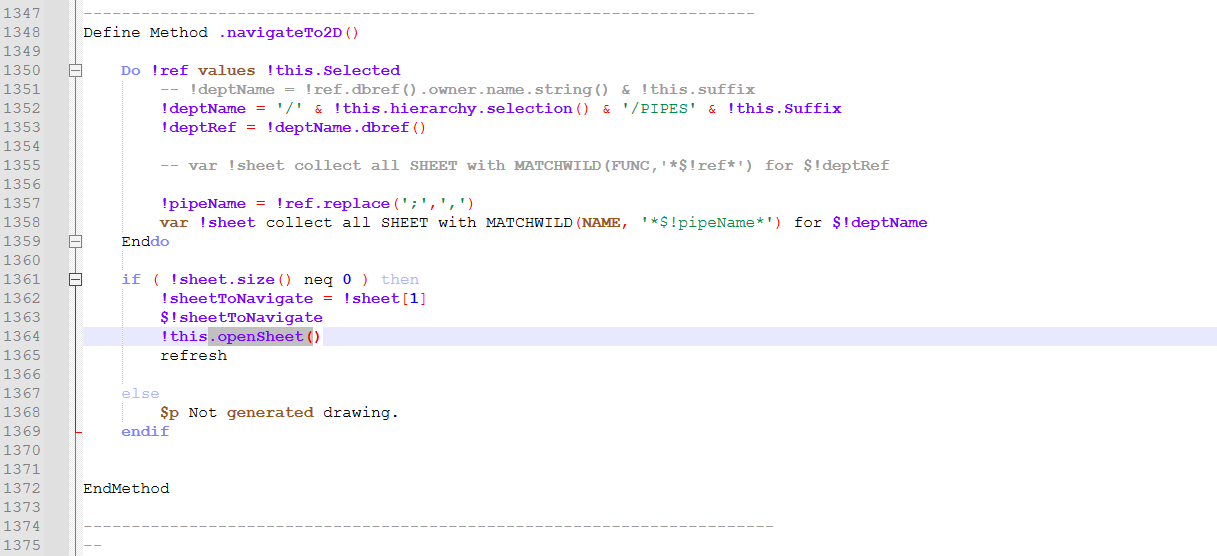 1347 ----------------------------------------------------------------------
1348 Define Method .navigateTo2D()
1349
1350 Do !ref values !this.Selected
1351 -- !deptName = !ref.dbref().owner.name.string() & !this.suffix
1352 !deptName = '/' & !this.hierarchy.selection() & '/PIPES' & !this.Suffix
1353 !deptRef = !deptName.dbref()
1354
1355 -- var !sheet collect all SHEET with MATCHWILD(FUNC,'*$!ref*') for $!deptRef
1356
1357 !pipeName = !ref.replace(';',',')
1358 var !sheet collect all SHEET with MATCHWILD(NAME, '*$!pipeName*') for $!deptName
1359 Enddo
1360
1361 if ( !sheet.size() neq 0 ) then
1362 !sheetToNavigate = !sheet[1]
1363 $!sheetToNavigate
1364 !this.openSheet()
1365 refresh
1366
1367 else
1368 $p Not generated drawing.
1369 endif
1370
1371
1372 EndMethod
1373
1374 ------------------------------------------------------------------------
1375 --